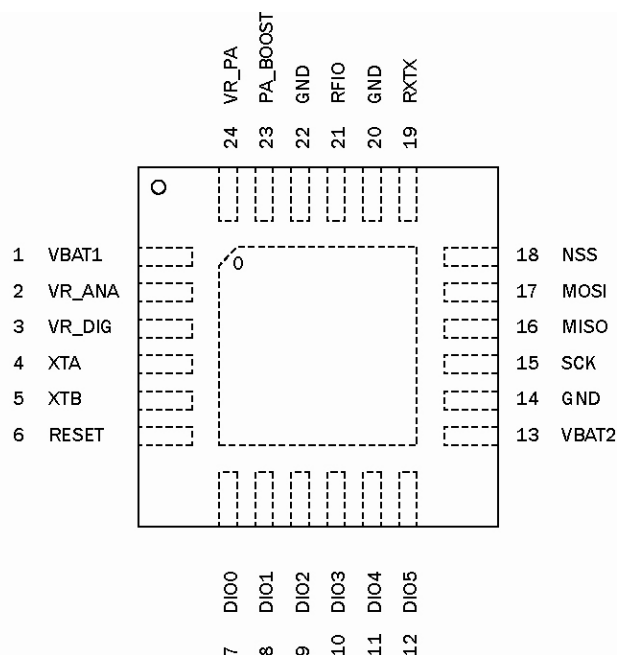 VR_PA
PA_BOOST
GND
RFIO
GND
RXTX
24
23
22
21
20
19
1 VBAT1
2 VR_ANA
3 VR_DIG
4 XTA
5 XTB
6 RESET
0
18 NSS
17 MOSI
16 MISO
15 SCK
14 GND
13 VBAT2
DIO0
DIO1
DIO2
DIO3
DIO4
DIO5
7
8
9
10
11
12